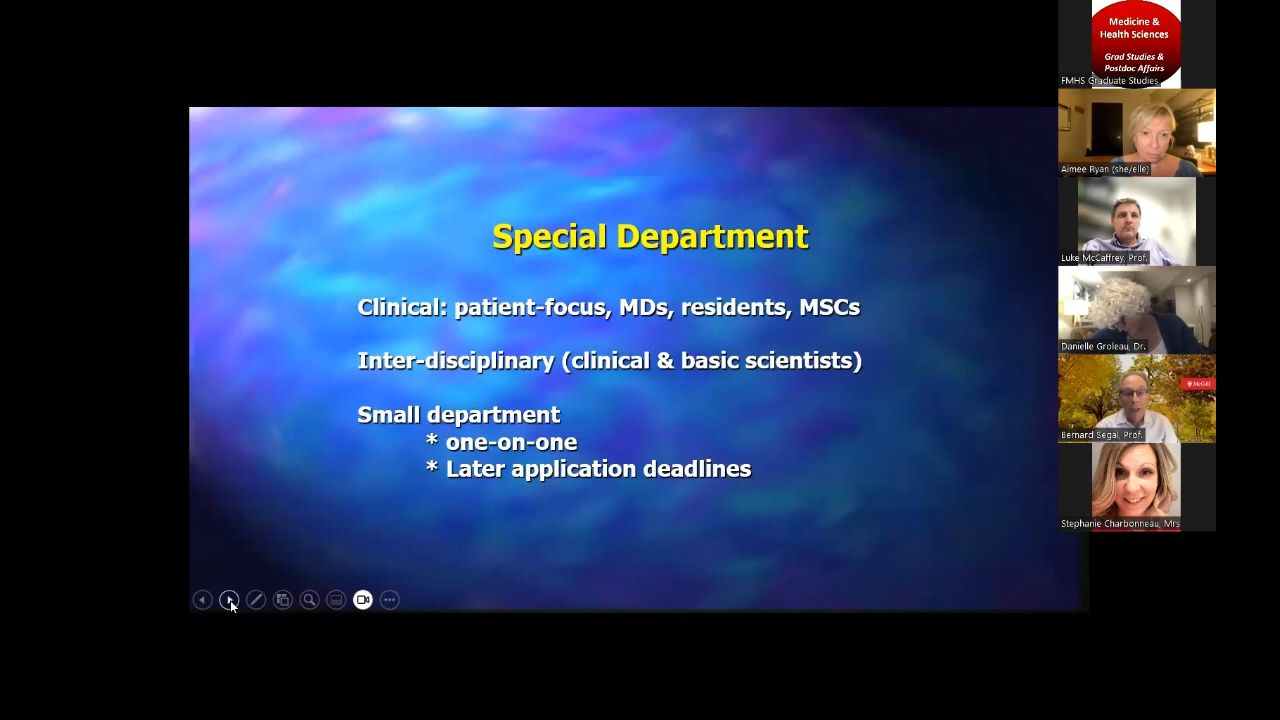 Special Department
Clinical: patient-focus, MDs, residents, MSCs
Inter-disciplinary (clinical & basic scientists)
Small department
* one-on-one
* Later application deadlines
Medicine &
Health Sciences
Grad Studies &
Postdoc Affairs
FMHS Graduate Studies
Aimee Ryan (she/elle)
Luke McCaffrey, Prof.
Danielle Groleau, Dr.
McGill
Bernard Segal, Prof.
Stephanie Charbonneau, Mrs